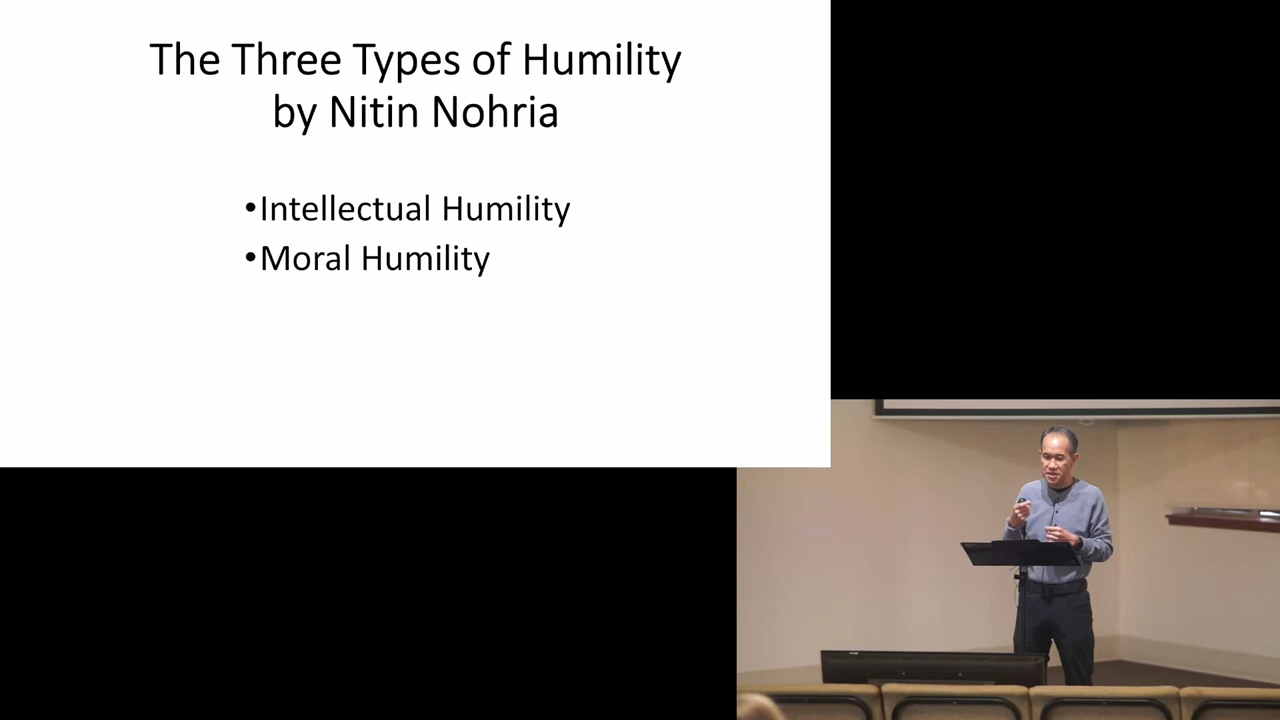 The Three Types of Humility
by Nitin Nohria
•Intellectual Humility
•Moral Humility